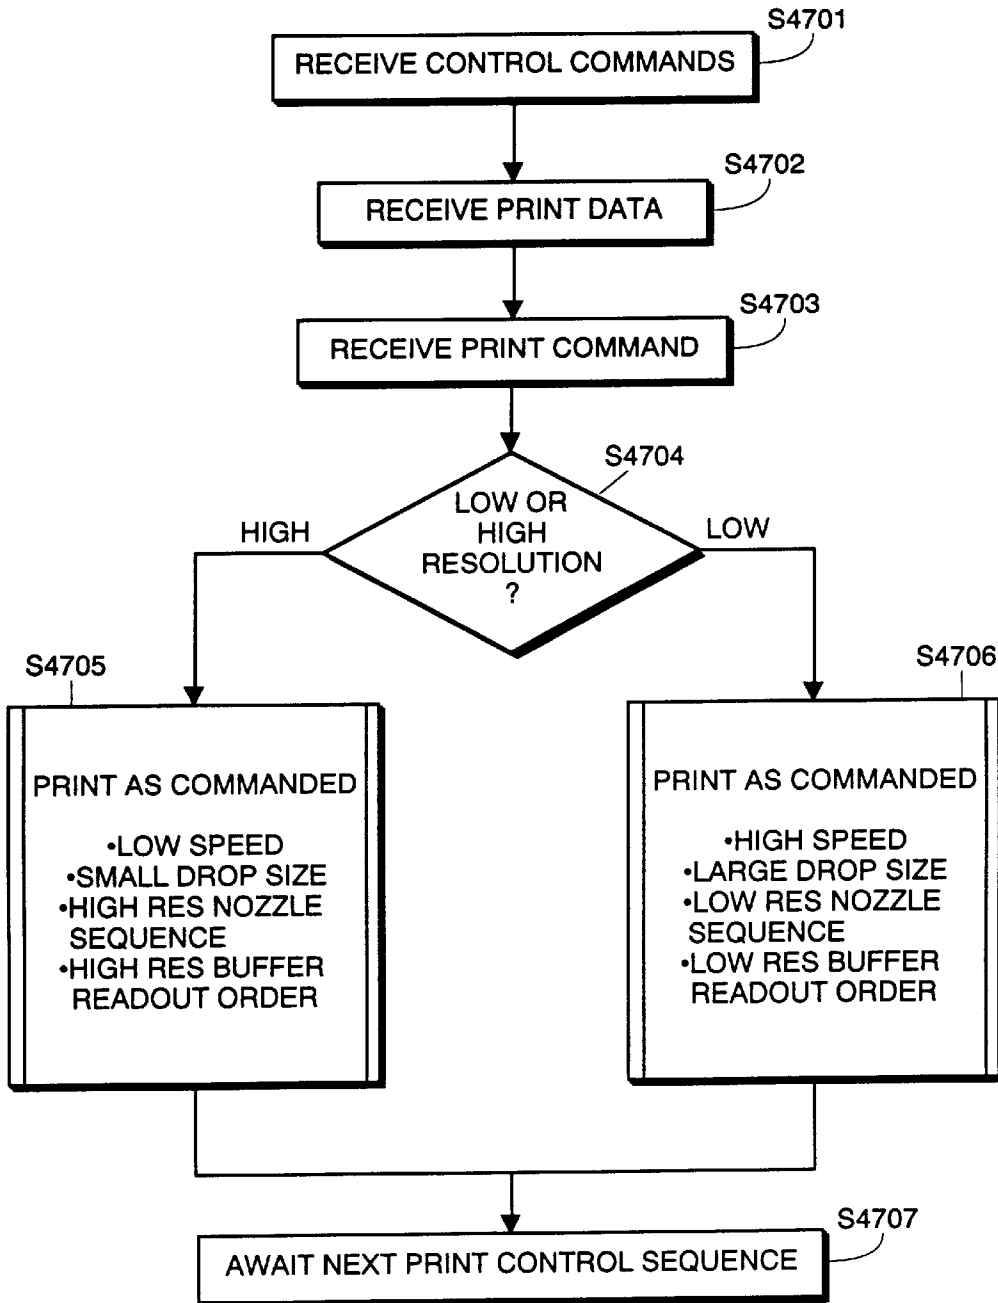 S4701
RECEIVE CONTROL COMMANDS
S4702
RECEIVE PRINT DATA
S4703
RECEIVE PRINT COMMAND
S4704
LOW OR
HIGH
RESOLUTION
?
HIGH
LOW
S4705
PRINT AS COMMANDED
•LOW SPEED
•SMALL DROP SIZE
•HIGH RES NOZZLE
SEQUENCE
•HIGH RES BUFFER
READOUT ORDER
S4706
PRINT AS COMMANDED
•HIGH SPEED
•LARGE DROP SIZE
•LOW RES NOZZLE
SEQUENCE
•LOW RES BUFFER
READOUT ORDER
S4707
AWAIT NEXT PRINT CONTROL SEQUENCE